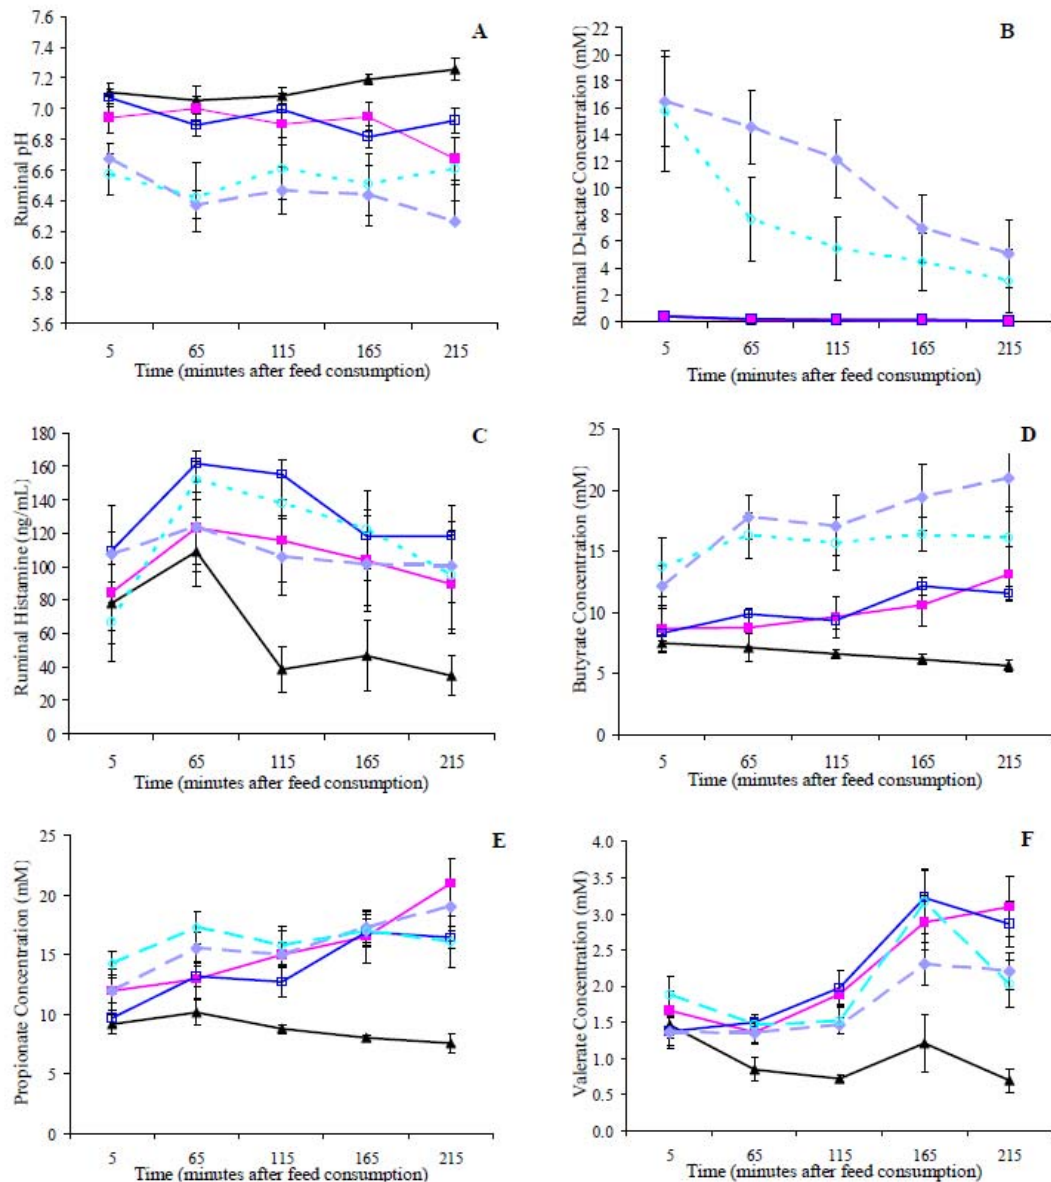 A
Ruminal pH
7.6
7.4
7.2
7.0
6.8
6.6
6.4
6.2
6.0
5.8
5.6
5 65 115 165 215
Time (minutes after feed consumption)
B
Ruminal D-lactate Concentration (mM)
22
20
18
16
14
12
10
8
6
4
2
0
5 65 115 165 215
Time (minutes after feed consumption)
C
Ruminal Histamine (ng/mL)
180
160
140
120
100
80
60
40
20
0
5 65 115 165 215
Time (minutes after feed consumption)
D
Butyrate Concentration (mM)
25
20
15
10
5
0
5 65 115 165 215
Time (minutes after feed consumption)
E
Propionate Concentration (mM)
25
20
15
10
5
0
5 65 115 165 215
Time (minutes after feed consumption)
F
Valerate Concentration (mM)
4.0
3.5
3.0
2.5
2.0
1.5
1.0
0.5
0.0
5 65 115 165 215
Time (minutes after feed consumption)